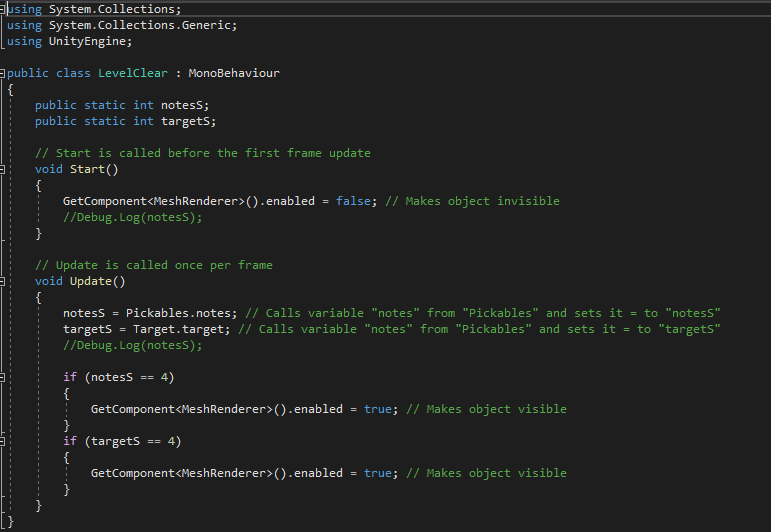 using System.Collections;
using System.Collections.Generic;
using UnityEngine;

public class LevelClear : MonoBehaviour
{
    public static int notesS;
    public static int targetS;

    // Start is called before the first frame update
    void Start()
    {
        GetComponent<MeshRenderer>().enabled = false; // Makes object invisible
        //Debug.Log(notesS);
    }

    // Update is called once per frame
    void Update()
    {
        notesS = Pickables.notes; // Calls variable "notes" from "Pickables" and sets it = to "notesS"
        targetS = Target.target; // Calls variable "notes" from "Pickables" and sets it = to "targetS"
        //Debug.Log(notesS);

        if (notesS == 4)
        {
            GetComponent<MeshRenderer>().enabled = true; // Makes object visible
        }
        if (targetS == 4)
        {
            GetComponent<MeshRenderer>().enabled = true; // Makes object visible
        }
    }
}